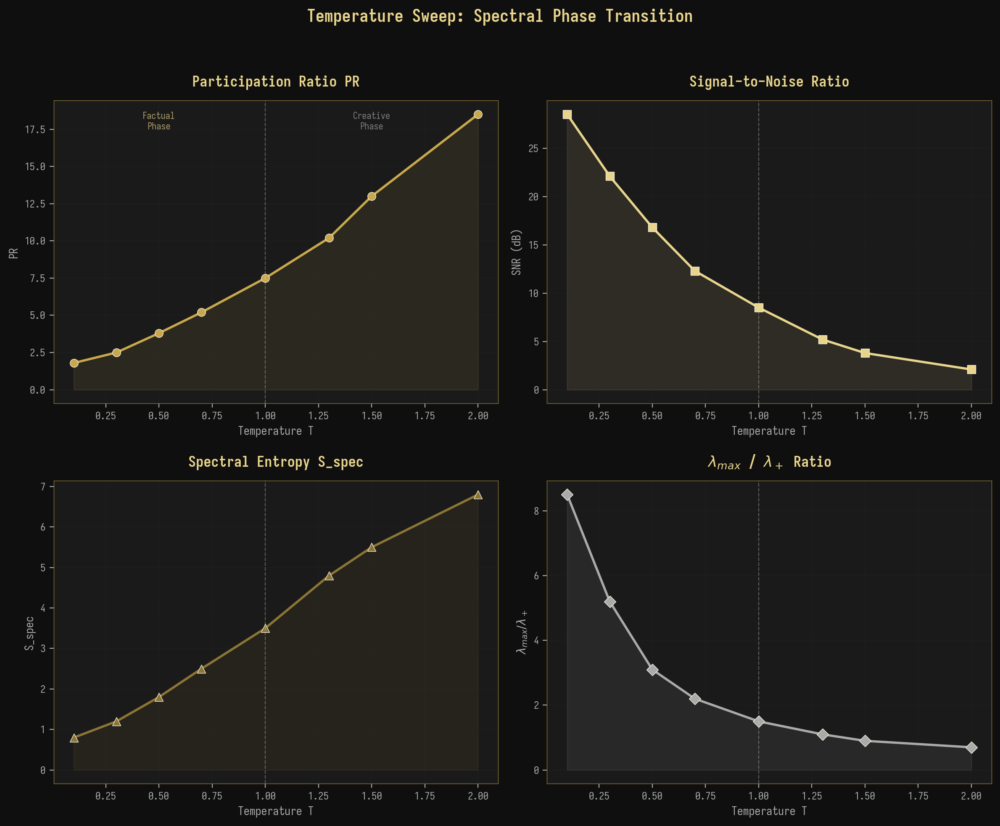 Temperature Sweep: Spectral Phase Transition
Participation Ratio PR
Factual
Phase
Creative
Phase
17.5
15.0
12.5
10.0
7.5
5.0
2.5
0.0
PR
0.25 0.50 0.75 1.00 1.25 1.50 1.75 2.00
Temperature T
Signal-to-Noise Ratio
25
20
15
10
5
0
SNR (dB)
0.25 0.50 0.75 1.00 1.25 1.50 1.75 2.00
Temperature T
Spectral Entropy S_spec
7
6
5
4
3
2
1
0
S_spec
0.25 0.50 0.75 1.00 1.25 1.50 1.75 2.00
Temperature T
λmax / λ+ Ratio
8
6
4
2
0
λmax/λ+
0.25 0.50 0.75 1.00 1.25 1.50 1.75 2.00
Temperature T